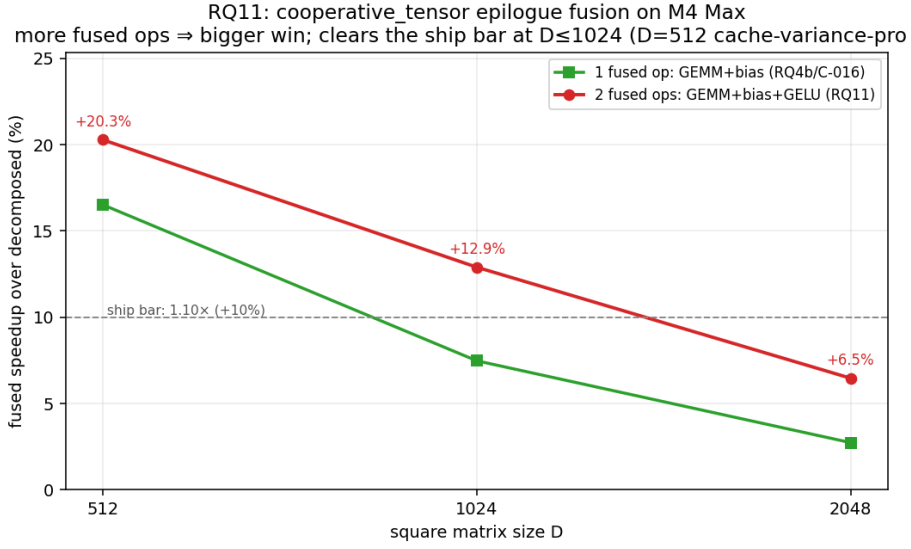 RQ11: cooperative_tensor epilogue fusion on M4 Max
more fused ops ⇒ bigger win; clears the ship bar at D≤1024 (D=512 cache-variance-pro
25
1 fused op: GEMM+bias (RQ4b/C-016)
2 fused ops: GEMM+bias+GELU (RQ11)
+20.3%
20
15
+12.9%
ship bar: 1.10× (+10%)
10
+6.5%
5
0
fused speedup over decomposed (%)
512
1024
2048
square matrix size D